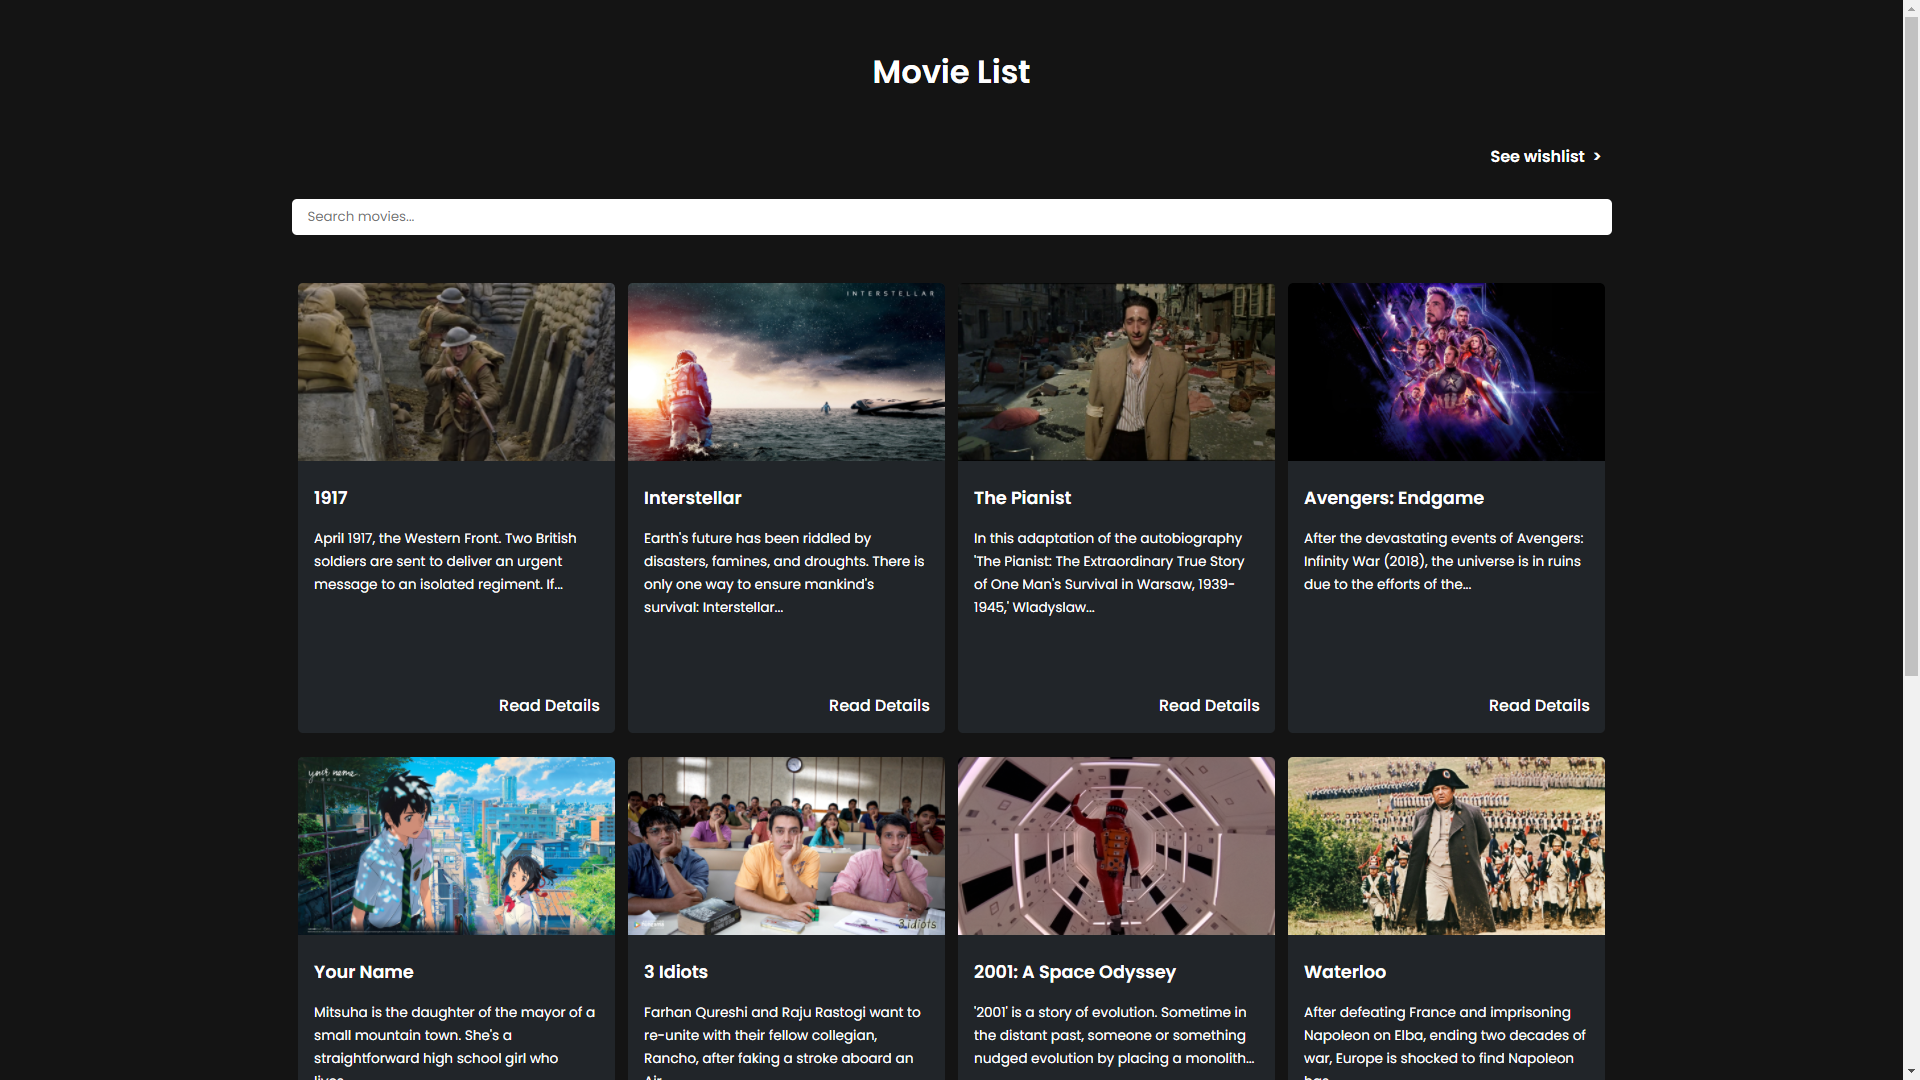 Movie List
See wishlist >
Search movies...
INTERSTELLAR
1917
April 1917, the Western Front. Two British
soldiers are sent to deliver an urgent
message to an isolated regiment. If...
Read Details
Interstellar
Earth's future has been riddled by
disasters, famines, and droughts. There is
only one way to ensure mankind's
survival: Interstellar...
Read Details
The Pianist
In this adaptation of the autobiography
'The Pianist: The Extraordinary True Story
of One Man's Survival in Warsaw, 1939-
1945,' Wladyslaw...
Read Details
Avengers: Endgame
After the devastating events of Avengers:
Infinity War (2018), the universe is in ruins
due to the efforts of the...
Read Details
your name.
3 idiots
Your Name
Mitsuha is the daughter of the mayor of a
small mountain town. She's a
straightforward high school girl who
lives...
3 Idiots
Farhan Qureshi and Raju Rastogi want to
re-unite with their fellow collegian,
Rancho, after faking a stroke aboard an
Air...
2001: A Space Odyssey
'2001' is a story of evolution. Sometime in
the distant past, someone or something
nudged evolution by placing a monolith...
Waterloo
After defeating France and imprisoning
Napoleon on Elba, ending two decades of
war, Europe is shocked to find Napoleon
has...